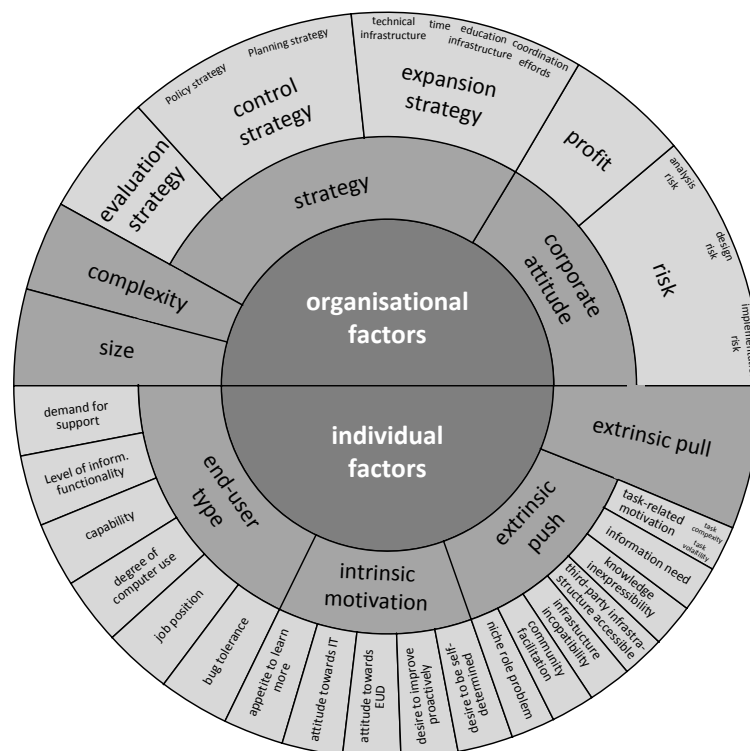 technical
infrastructure
time
education
infrastructure
coordination
effords
Policy strategy
Planning strategy
control
strategy
expansion
strategy
evaluation
strategy
profit
analysis
risk
design
risk
risk
strategy
corporate
attitude
complexity
size
organisational
factors
individual
factors
demand for
support
Level of inform.
functionality
capability
degree of
computer use
job position
bug tolerance
end-user
type
intrinsic
motivation
appetite to learn
more
attitude towards IT
attitude towards
EUD
desire to improve
proactively
desire to be self-
determined
extrinsic
push
niche role problem
community
facilitation
infrastucture
incopatibility
third-party infrastra-
structure accessible
knowledge
inexpressibility
information need
task-related
motivation
task
compexity
task
volatility
extrinsic pull
risk